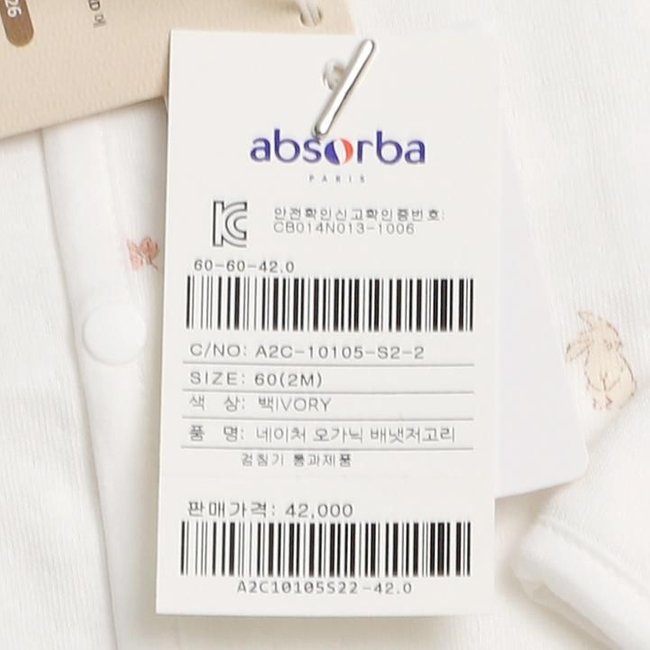 26
absorba
PARIS
안전확인신고확인증번호:
CB014N013-1006
60-60-42.0
C/NO: A2C-10105-S2-2
SIZE: 60(2M)
색 상: 백IVORY
품 명: 네이처 오가닉 배냇저고리
검침기 통과제품
판매가격: 42,000
A2C10105S22-42.0